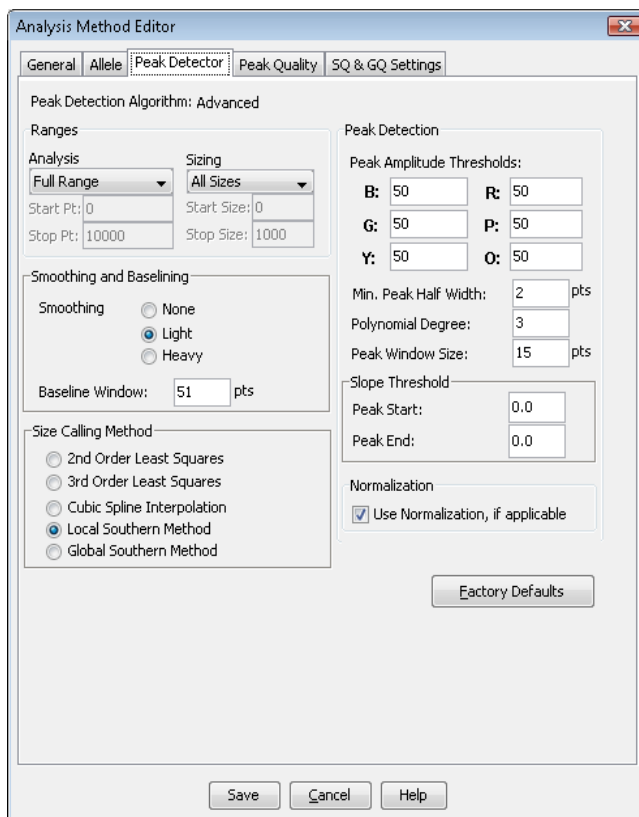 Analysis Method Editor
General Allele Peak Detector Peak Quality SQ & GQ Settings
Peak Detection Algorithm: Advanced
Ranges
Analysis Sizing
Full Range All Sizes
Start Pt: 0 Start Size: 0
Stop Pt: 10000 Stop Size: 1000
Smoothing and Baselining
Smoothing None
Light
Heavy
Baseline Window: 51 pts
Size Calling Method
2nd Order Least Squares
3rd Order Least Squares
Cubic Spline Interpolation
Local Southern Method
Global Southern Method
Peak Detection
Peak Amplitude Thresholds:
B: 50 R: 50
G: 50 P: 50
Y: 50 O: 50
Min. Peak Half Width: 2 pts
Polynomial Degree: 3
Peak Window Size: 15 pts
Slope Threshold
Peak Start: 0.0
Peak End: 0.0
Normalization
Use Normalization, if applicable
Factory Defaults
Save Cancel Help